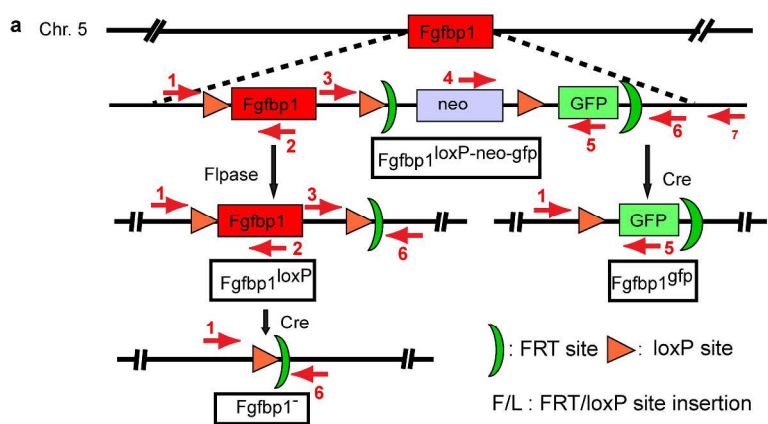 a Chr. 5 Fgfbp1
1 3 4
Fgfbp1 neo GFP
2 5 6 7
Fgfbp1loxP-neo-gfp
Flpase Cre
1 3 1
Fgfbp1 GFP
2 6 5
Fgfbp1loxP Fgfbp1gfp
Cre
1
: FRT site : loxP site
6
Fgfbp1- F/L : FRT/loxP site insertion